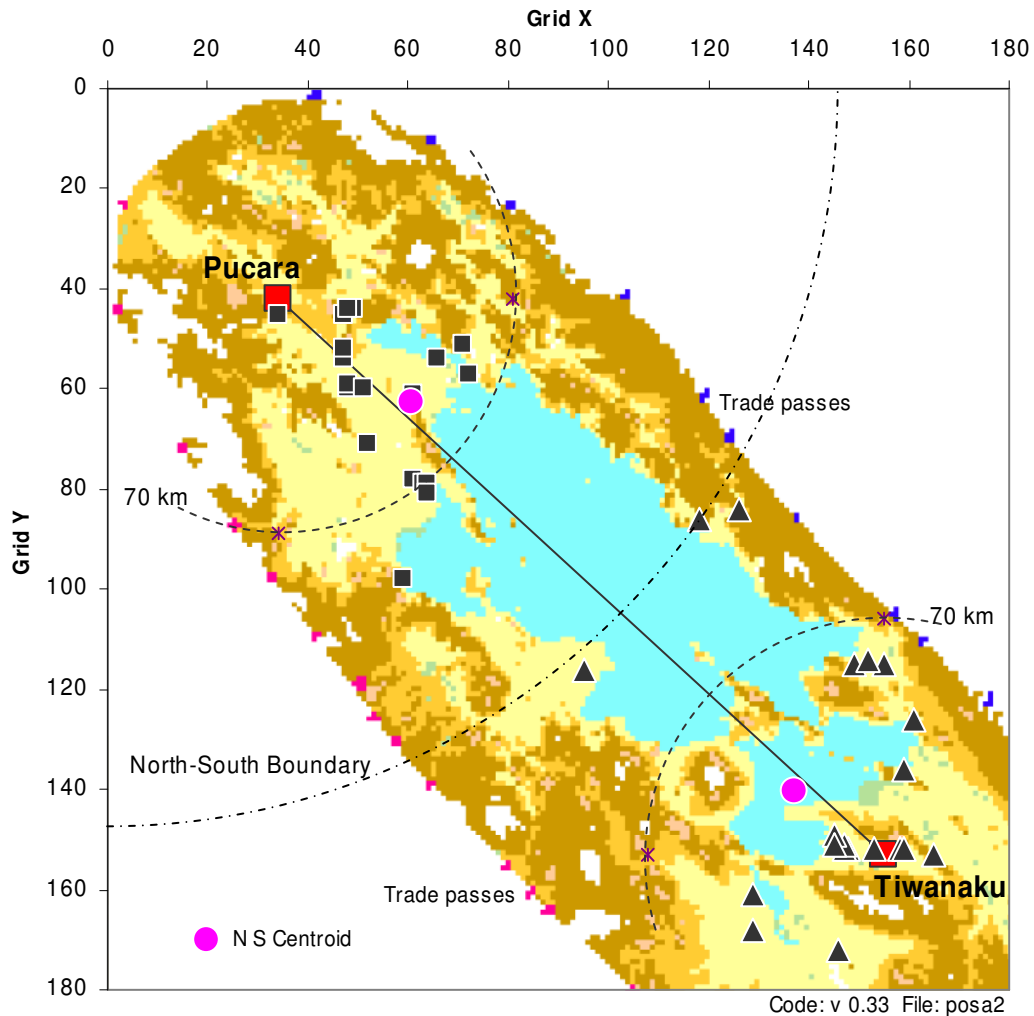 Grid X
0 20 40 60 80 100 120 140 160 180
0
20
40
60
80
100
120
140
160
180
Grid Y
Pucara
Trade passes
70 km
70 km
North-South Boundary
Trade passes
Tiwanaku
N S Centroid
Code: v 0.33 File: posa2